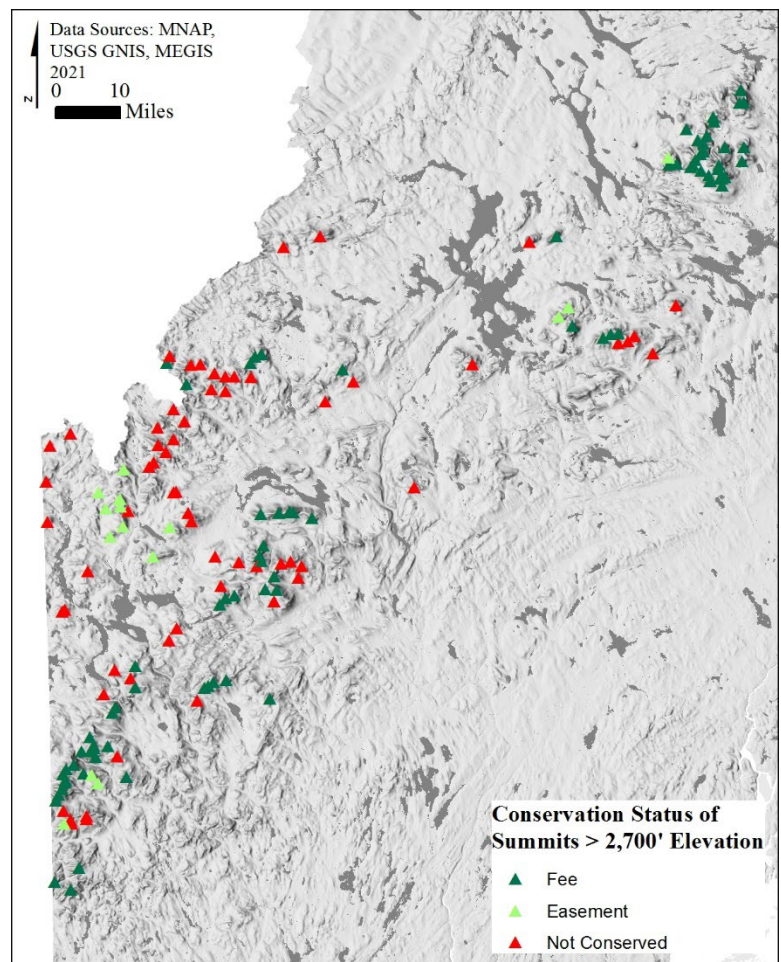 Data Sources: MNAP,
USGS GNIS, MEGIS
2021
0 10
Miles
N
Conservation Status of
Summits > 2,700' Elevation
Fee
Easement
Not Conserved